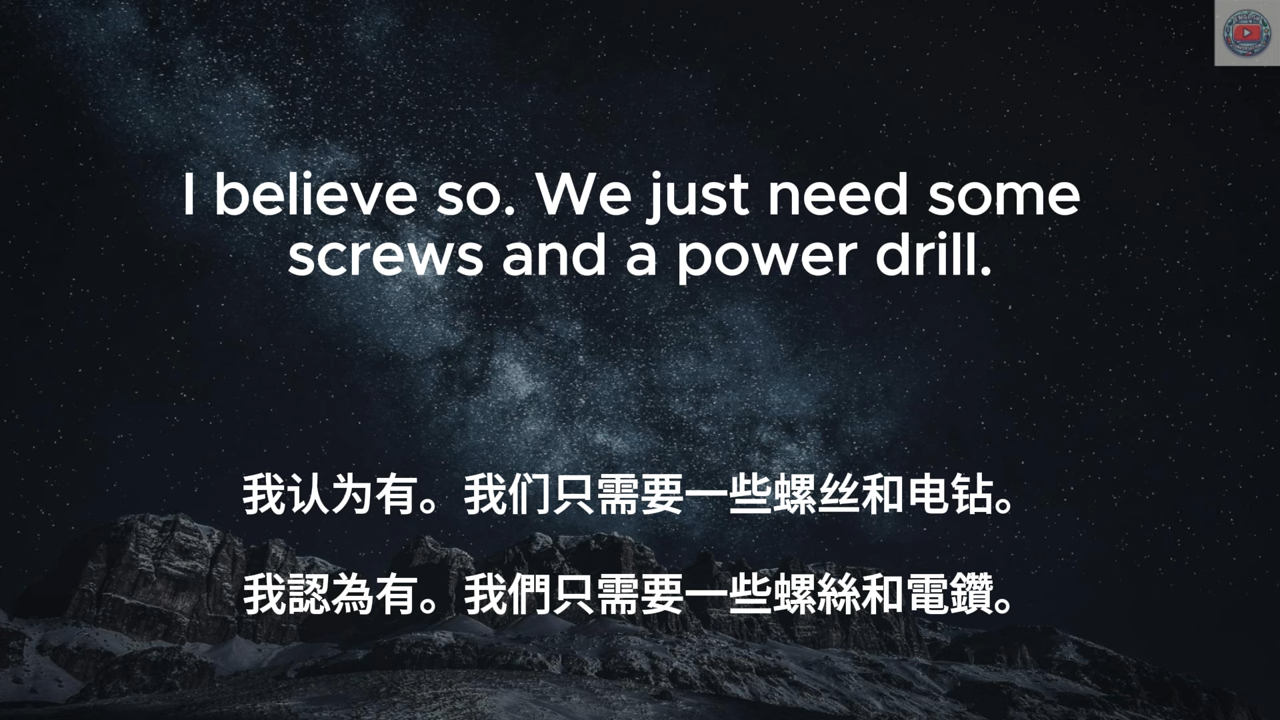 I believe so. We just need some
screws and a power drill.
我认为有。我们只需要一些螺丝和电钻。
我認為有。我們只需要一些螺絲和電鑽。